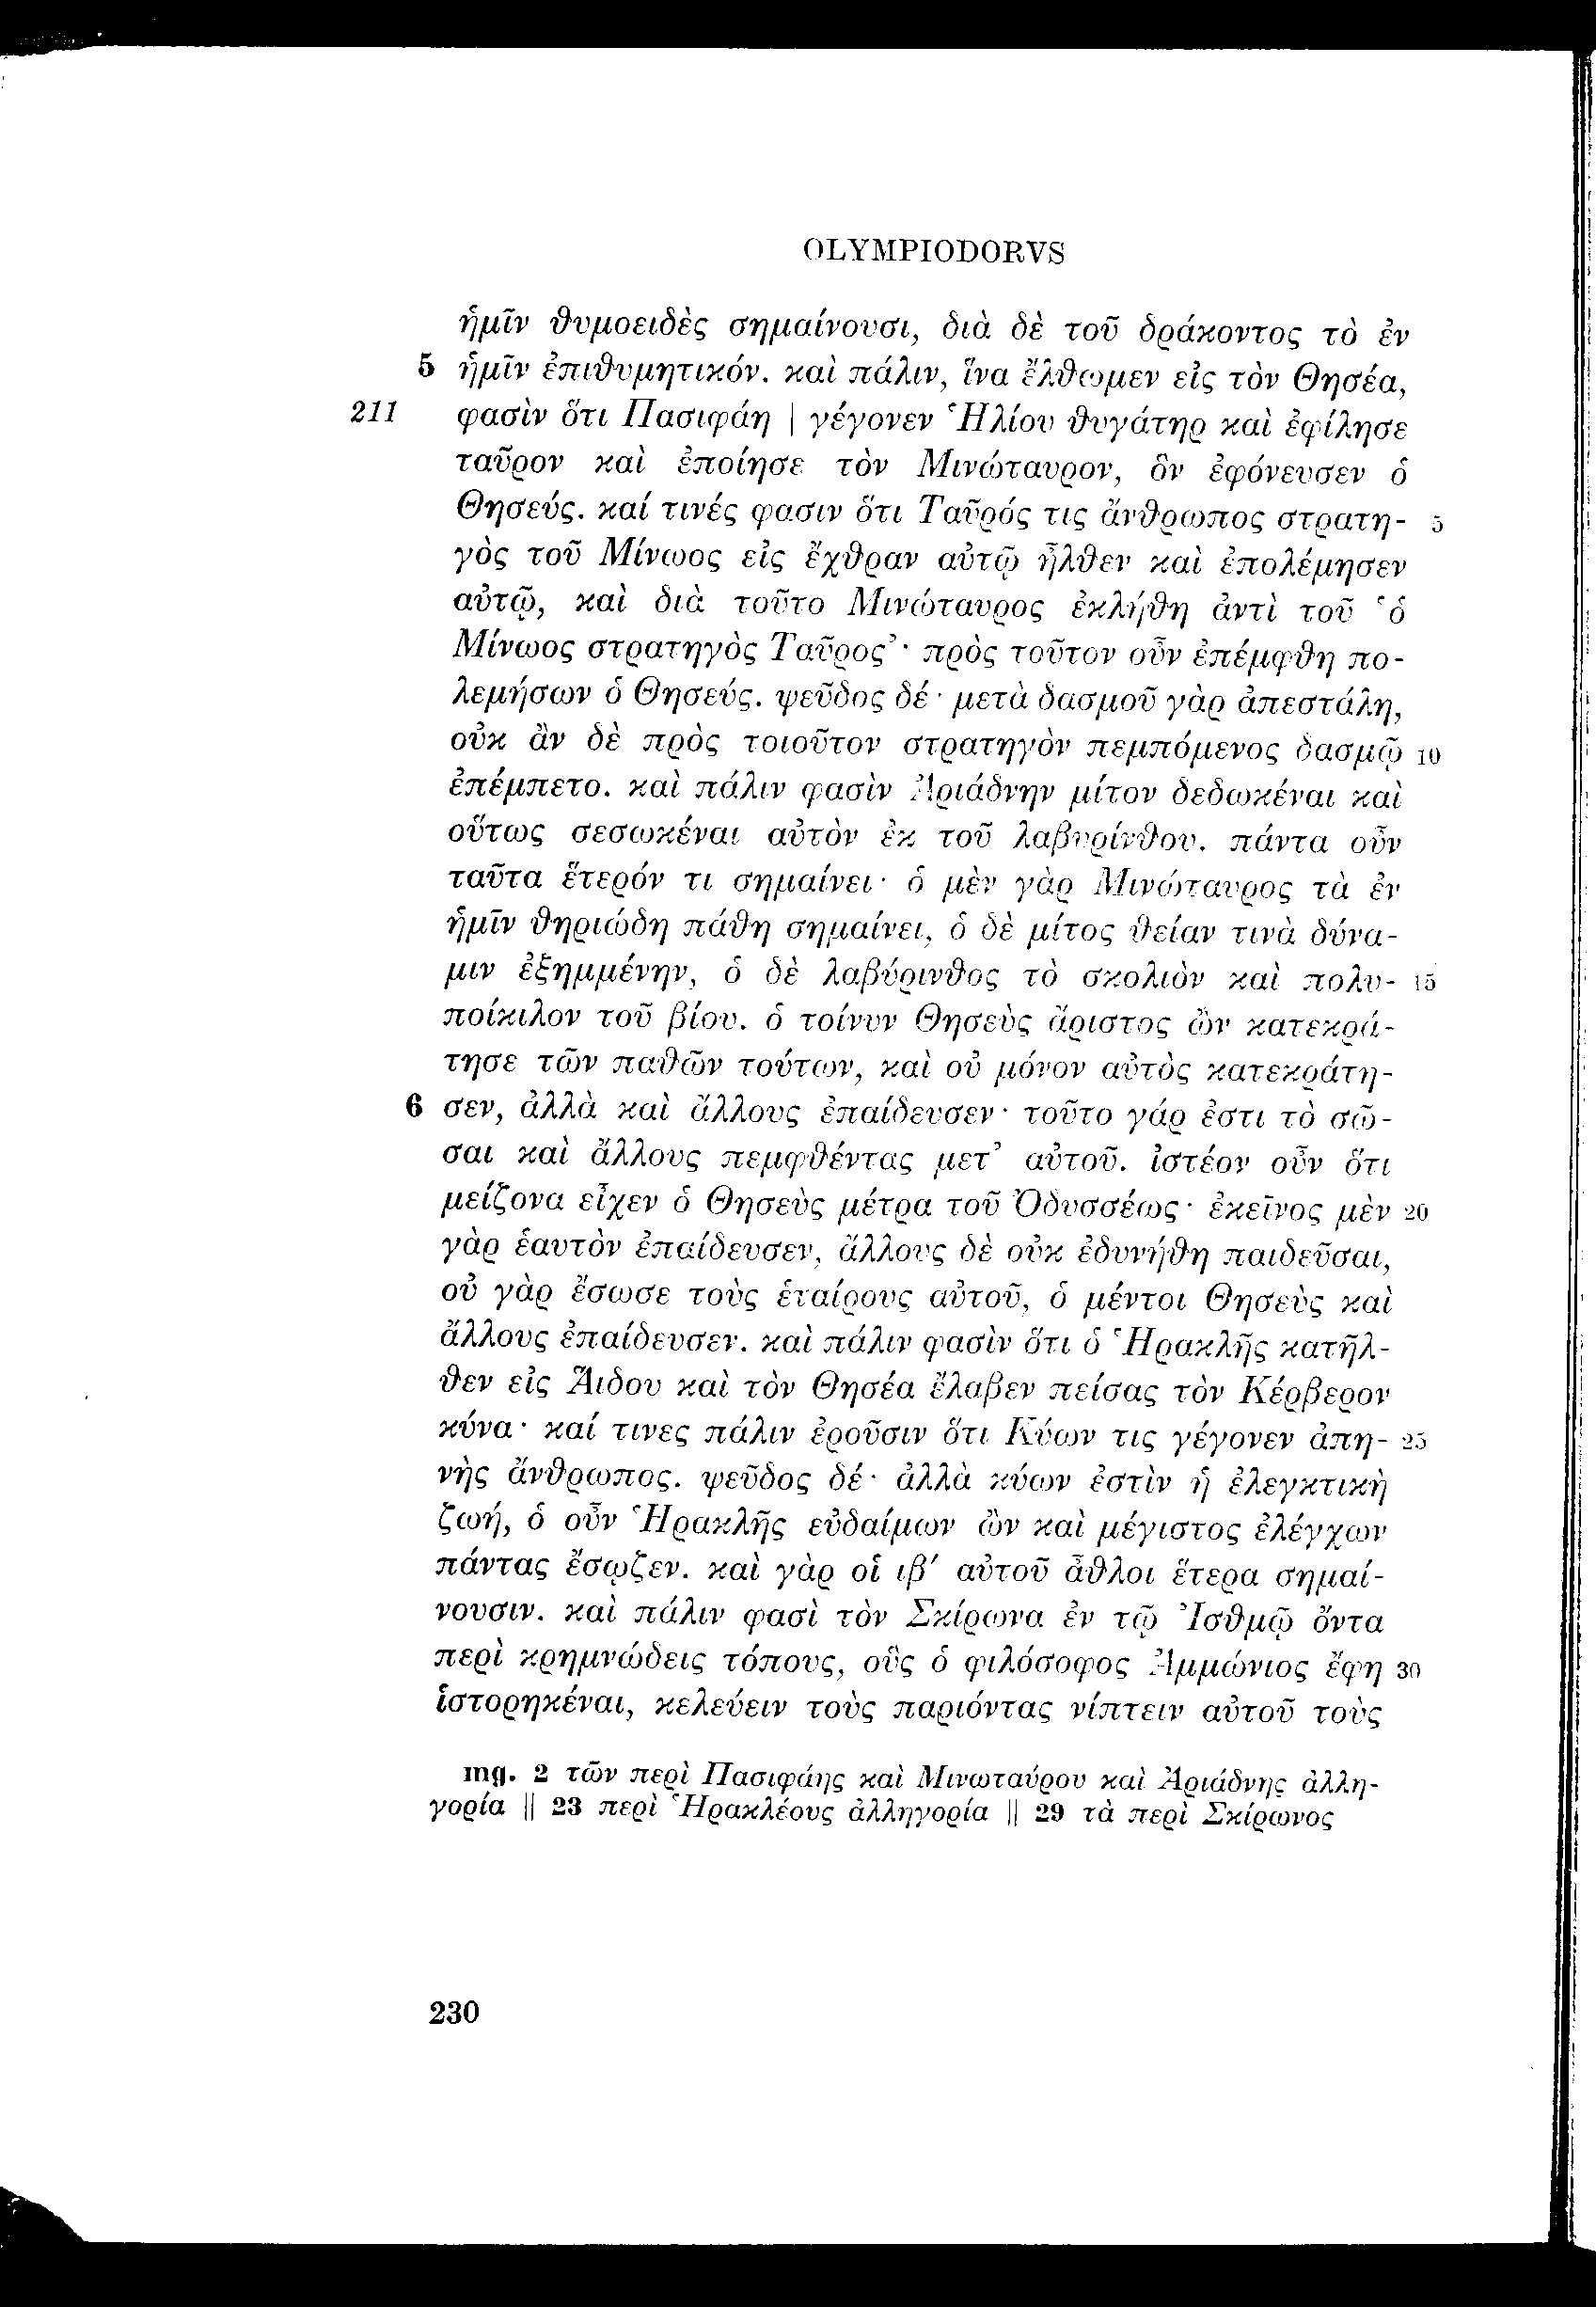 OLYMPIODORVS
ἡμῖν θυμοειδὲς σημαίνουσι, διὰ δὲ τοῦ δράκοντος τὸ ἐν
5 ἡμῖν ἐπιθυμητικόν. καὶ πάλιν, ἵνα ἔλθωμεν εἰς τὸν Θησέα,
211 φασὶν ὅτι Πασιφάη | γέγονεν Ἡλίου θυγάτηρ καὶ ἐφίλησε
ταῦρον καὶ ἐποίησε τὸν Μινώταυρον, ὃν ἐφόνευσεν ὁ
Θησεύς. καί τινές φασιν ὅτι Ταῦρός τις ἄνθρωπος στρατη- 5
γὸς τοῦ Μίνωος εἰς ἔχθραν αὐτῷ ἦλθεν καὶ ἐπολέμησεν
αὐτῷ, καὶ διὰ τοῦτο Μινώταυρος ἐκλήθη ἀντὶ τοῦ ‘ὁ
Μίνωος στρατηγὸς Ταῦρος’· πρὸς τοῦτον οὖν ἐπέμφθη πο-
λεμήσων ὁ Θησεύς. ψεῦδος δέ· μετὰ δασμοῦ γὰρ ἀπεστάλη,
οὐκ ἂν δὲ πρὸς τοιοῦτον στρατηγὸν πεμπόμενος δασμῷ 10
ἐπέμπετο. καὶ πάλιν φασὶν Ἀριάδνην μίτον δεδωκέναι καὶ
οὕτως σεσωκέναι αὐτὸν ἐκ τοῦ λαβυρίνθου. πάντα οὖν
ταῦτα ἕτερόν τι σημαίνει· ὁ μὲν γὰρ Μινώταυρος τὰ ἐν
ἡμῖν θηριώδη πάθη σημαίνει, ὁ δὲ μίτος θείαν τινὰ δύνα-
μιν ἐξημμένην, ὁ δὲ λαβύρινθος τὸ σκολιὸν καὶ πολυ- 15
ποίκιλον τοῦ βίου. ὁ τοίνυν Θησεὺς ἄριστος ὢν κατεκρά-
τησε τῶν παθῶν τούτων, καὶ οὐ μόνον αὐτὸς κατεκράτη-
6 σεν, ἀλλὰ καὶ ἄλλους ἐπαίδευσεν· τοῦτο γάρ ἐστι τὸ σῶ-
σαι καὶ ἄλλους πεμφθέντας μετ’ αὐτοῦ. ἰστέον οὖν ὅτι
μείζονα εἶχεν ὁ Θησεὺς μέτρα τοῦ Ὀδυσσέως· ἐκεῖνος μὲν 20
γὰρ ἑαυτὸν ἐπαίδευσεν, ἄλλους δὲ οὐκ ἐδυνήθη παιδεῦσαι,
οὐ γὰρ ἔσωσε τοὺς ἑταίρους αὐτοῦ, ὁ μέντοι Θησεὺς καὶ
ἄλλους ἐπαίδευσεν. καὶ πάλιν φασὶν ὅτι ὁ Ἡρακλῆς κατῆλ-
θεν εἰς Ἅιδου καὶ τὸν Θησέα ἔλαβεν πείσας τὸν Κέρβερον
κύνα· καί τινες πάλιν ἐροῦσιν ὅτι Κύων τις γέγονεν ἀπη- 25
νὴς ἄνθρωπος. ψεῦδος δέ· ἀλλὰ κύων ἐστὶν ἡ ἐλεγκτικὴ
ζωή, ὁ οὖν Ἡρακλῆς εὐδαίμων ὢν καὶ μέγιστος ἐλέγχων
πάντας ἔσῳζεν. καὶ γὰρ οἱ ιβʹ αὐτοῦ ἆθλοι ἕτερα σημαί-
νουσιν. καὶ πάλιν φασὶ τὸν Σκίρωνα ἐν τῷ Ἰσθμῷ ὄντα
περὶ κρημνώδεις τόπους, οὓς ὁ φιλόσοφος Ἀμμώνιος ἔφη 30
ἱστορηκέναι, κελεύειν τοὺς παριόντας νίπτειν αὐτοῦ τοὺς
mg. 2 τῶν περὶ Πασιφάης καὶ Μινωταύρου καὶ Ἀριάδνης ἀλλη-
γορία || 23 περὶ Ἡρακλέους ἀλληγορία || 29 τὰ περὶ Σκίρωνος
230